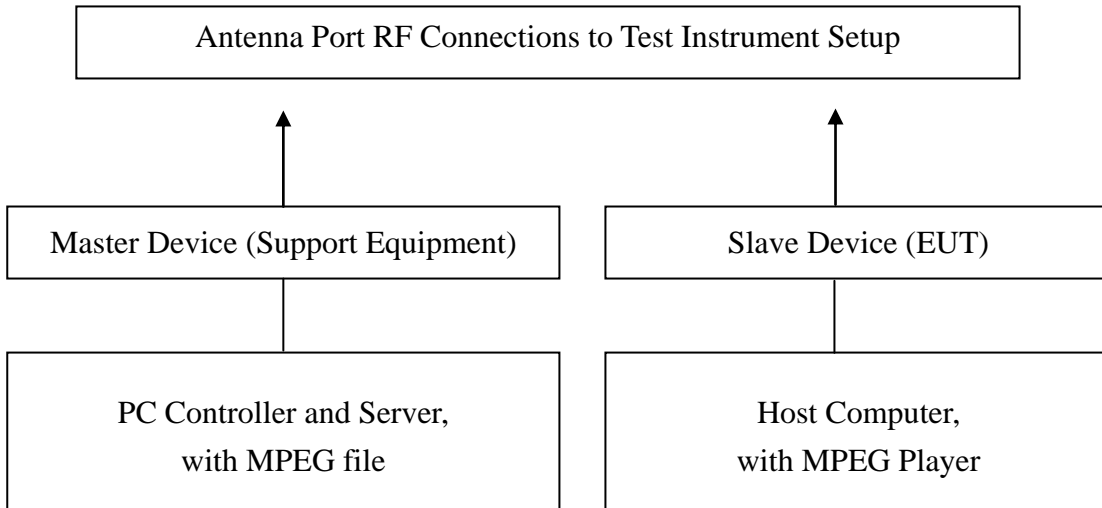 Antenna Port RF Connections to Test Instrument Setup
Master Device (Support Equipment)
Slave Device (EUT)
PC Controller and Server,
with MPEG file
Host Computer,
with MPEG Player